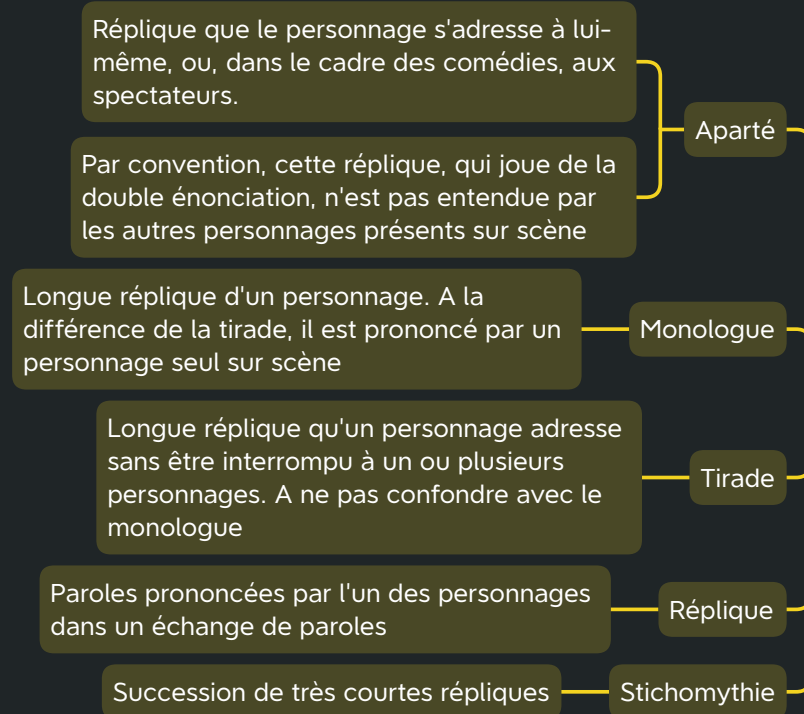 Réplique que le personnage s'adresse à lui-
même, ou, dans le cadre des comédies, aux
spectateurs.
Aparté
Par convention, cette réplique, qui joue de la
double énonciation, n'est pas entendue par
les autres personnages présents sur scène
Longue réplique d'un personnage. A la
différence de la tirade, il est prononcé par un
personnage seul sur scène
Monologue
Longue réplique qu'un personnage adresse
sans être interrompu à un ou plusieurs
personnages. A ne pas confondre avec le
monologue
Tirade
Paroles prononcées par l'un des personnages
dans un échange de paroles
Réplique
Succession de très courtes répliques
Stichomythie